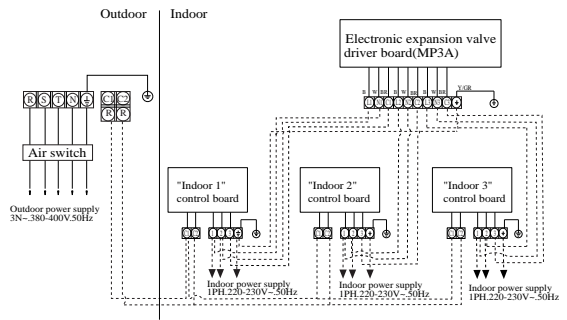 Outdoor
Indoor
Electronic expansion valve
driver board(MP3A)
B W BR B W BR B W BR
Y/GR
R S T N
C1 C2
R R
Air switch
Outdoor power supply
3N~.380-400V.50Hz
"Indoor 1"
control board
"Indoor 2"
control board
"Indoor 3"
control board
Indoor power supply
1PH.220-230V~.50Hz
Indoor power supply
1PH.220-230V~.50Hz
Indoor power supply
1PH.220-230V~.50Hz